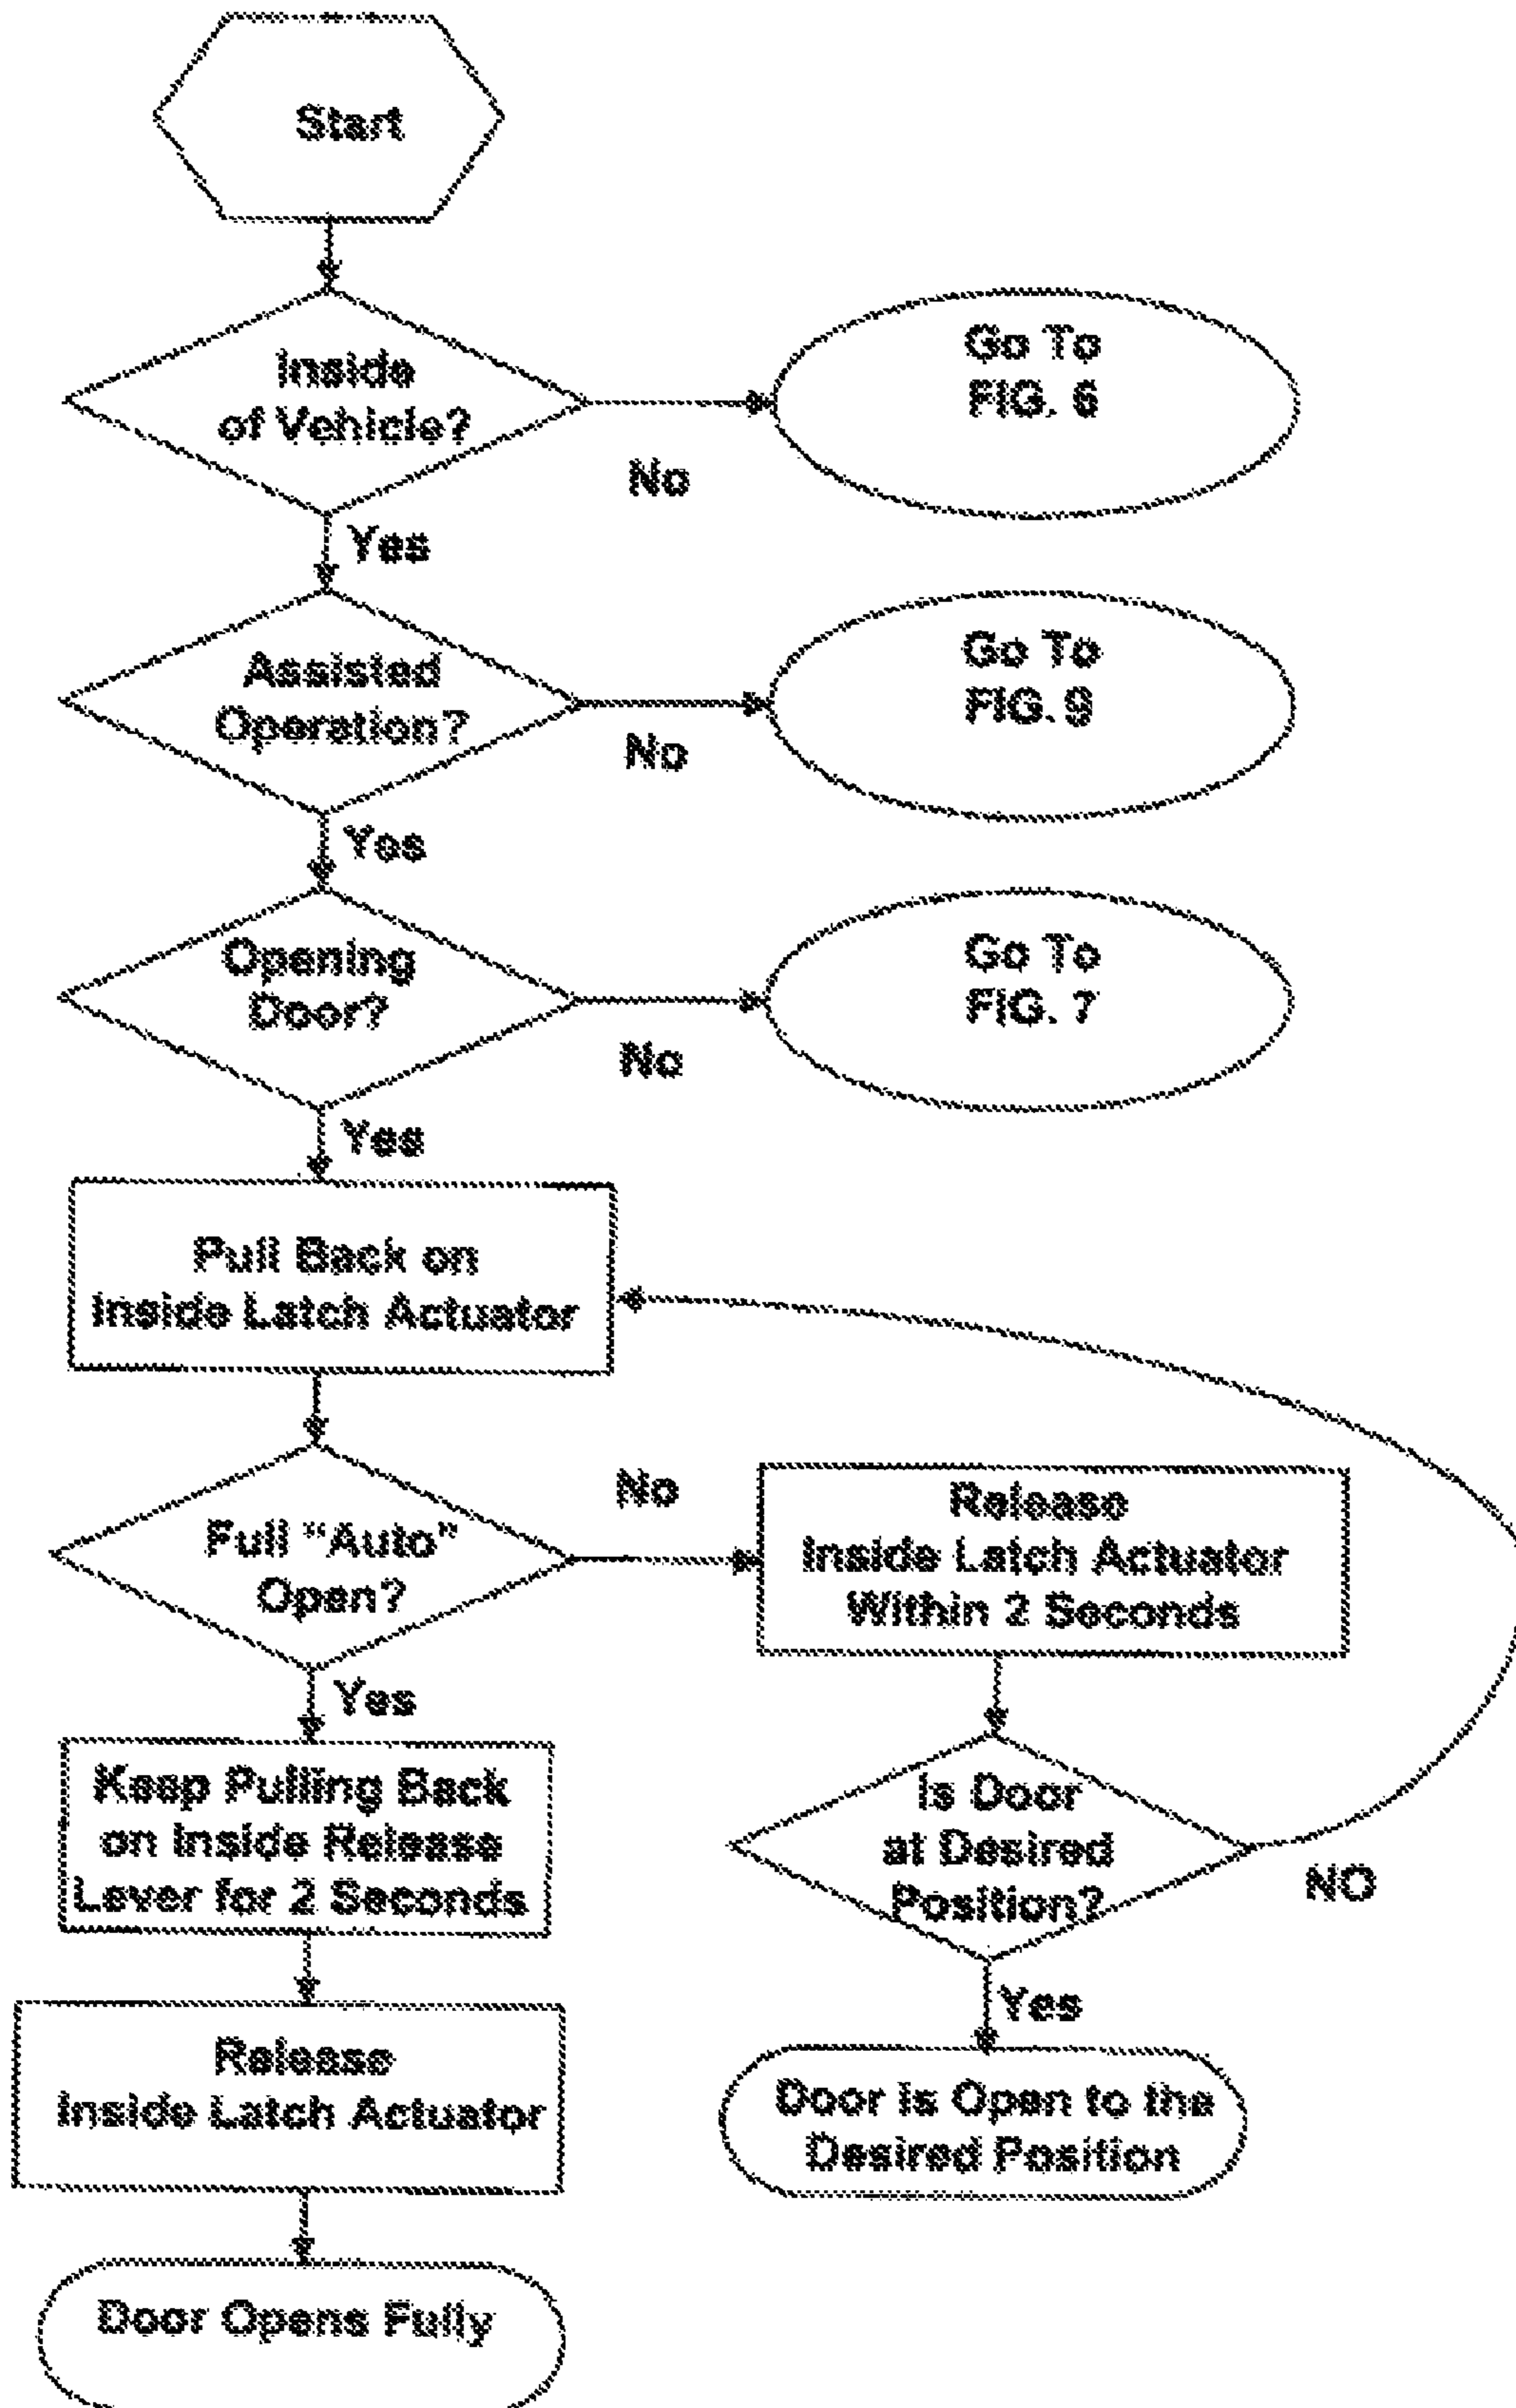 Start
Inside
of Vehicle?
No
Go To
FIG. 6
Yes
Assisted
Operation?
No
Go To
FIG. 9
Yes
Opening
Door?
No
Go To
FIG. 7
Yes
Pull Back on
Inside Latch Actuator
Full "Auto"
Open?
No
Release
Inside Latch Actuator
Within 2 Seconds
Yes
Keep Pulling Back
on Inside Release
Lever for 2 Seconds
Is Door
at Desired
Position?
NO
Yes
Release
Inside Latch Actuator
Door is Open to the
Desired Position
Door Opens Fully